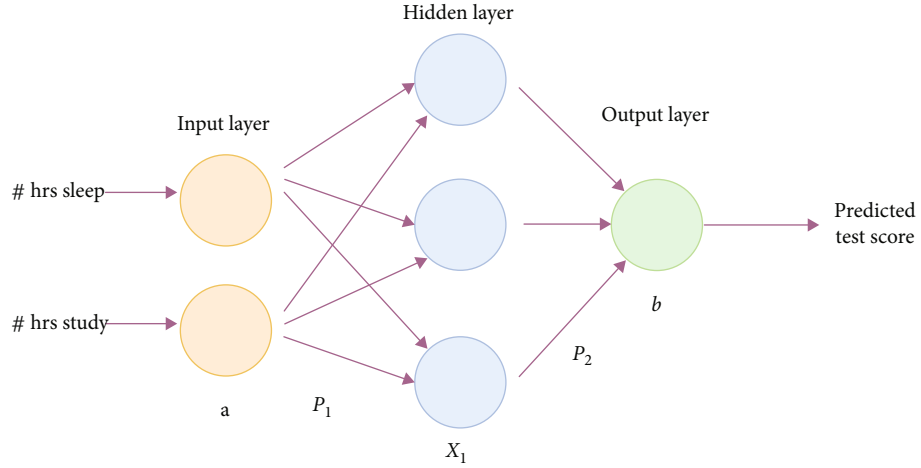 Hidden layer
Input layer
Output layer
# hrs sleep
# hrs study
Predicted
test score
a
P₁
X₁
P₂
b